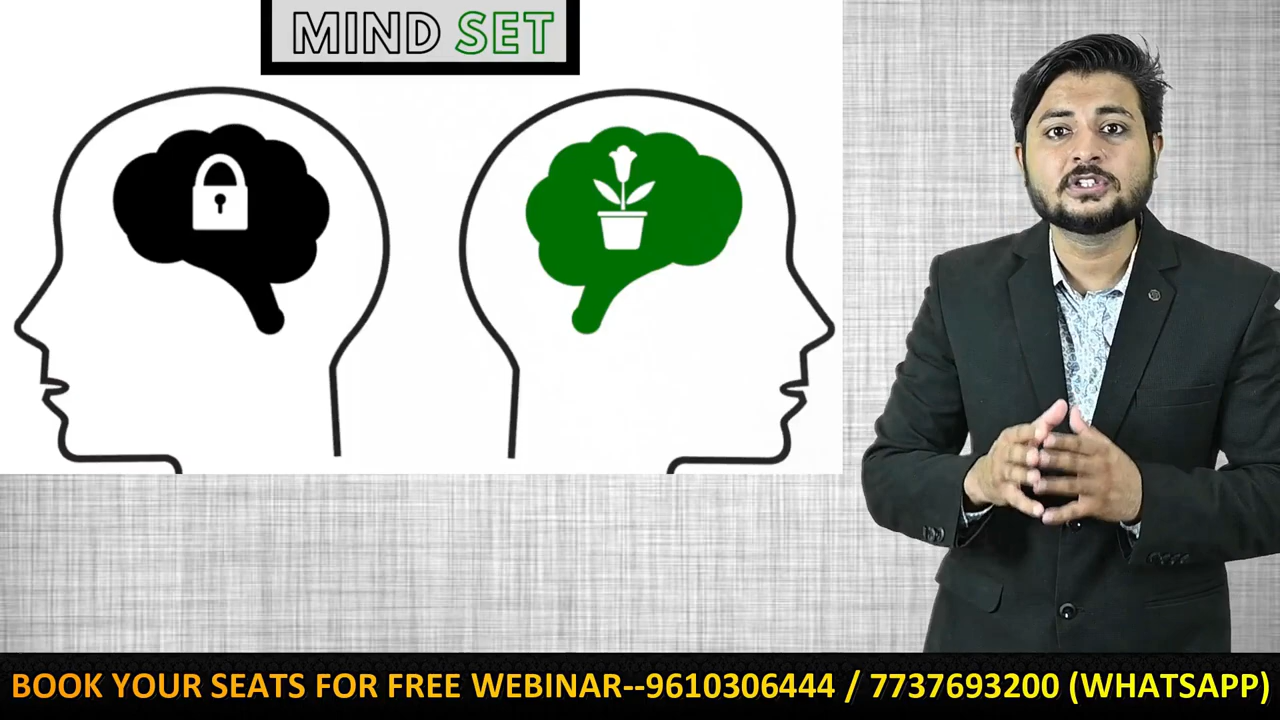 MIND SET
BOOK YOUR SEATS FOR FREE WEBINAR--9610306444 / 7737693200 (WHATSAPP)